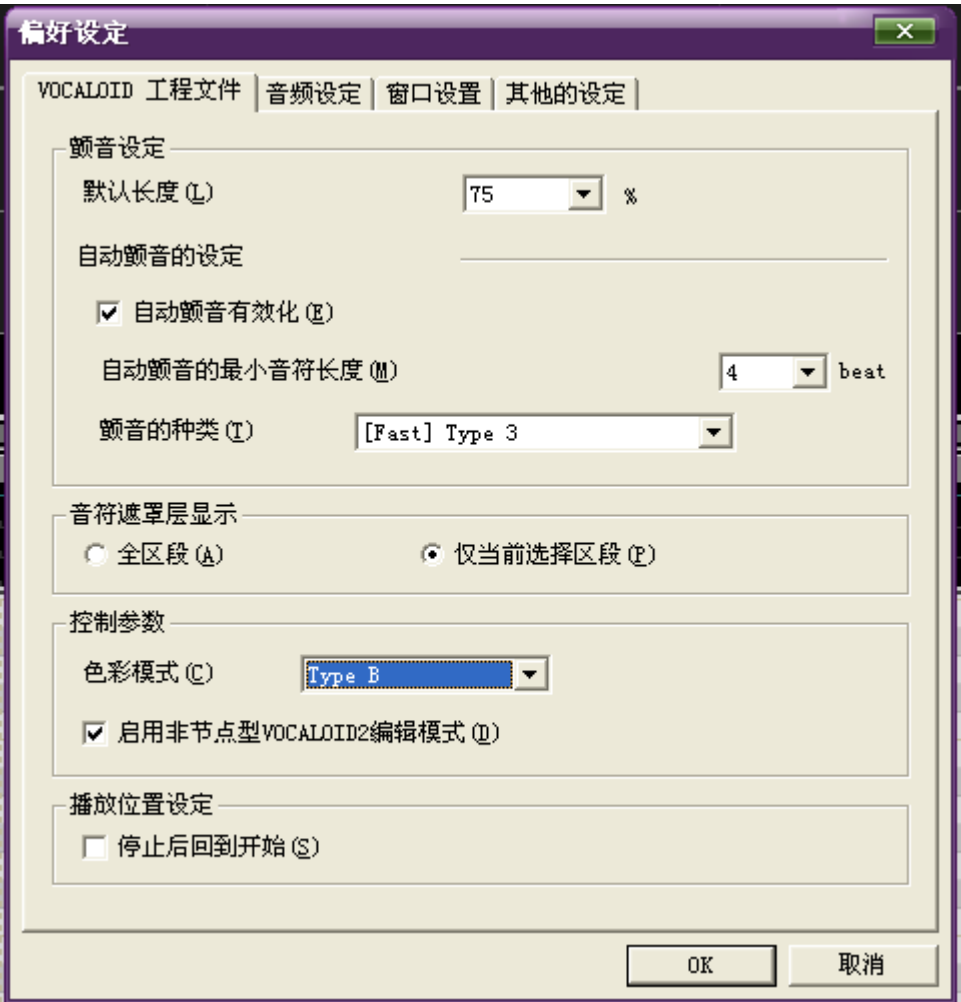 偏好设定
VOCALOID 工程文件 音频设定 窗口设置 其他的设定
颤音设定
默认长度(L) 75 %
自动颤音的设定
自动颤音有效化(E)
自动颤音的最小音符长度(M) 4 beat
颤音的种类(T) [Fast] Type 3
音符遮罩层显示
全区段(A) 仅当前选择区段(P)
控制参数
色彩模式(C) Type B
启用非节点型VOCALOID2编辑模式(D)
播放位置设定
停止后回到开始(S)
OK 取消